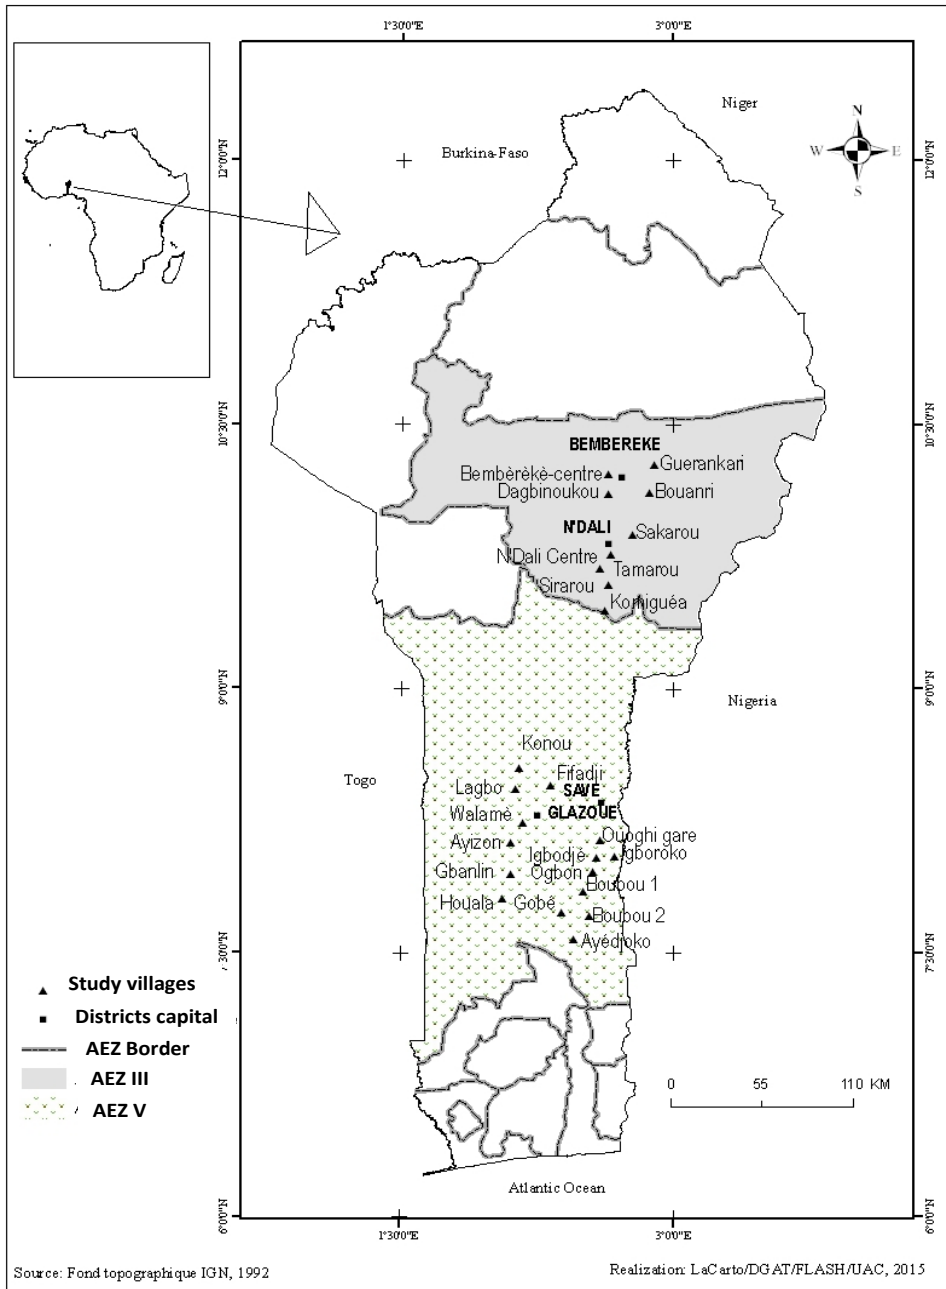 1°30'0"E
3°0'0"E
Niger
N
W
E
S
Burkina-Faso
12°0'0"N
12°0'0"N
10°30'0"N
10°30'0"N
BEMBEREKE
Guerankari
Bembèrèkè-centre
Dagbinoukou
Bouanri
N'DALI
Sakarou
N'Dali Centre
Tamarou
Sirarou
Komiguéa
9°0'0"N
9°0'0"N
Nigeria
Togo
Konou
Fifadji
Lagbo
SAVE
Walamè
GLAZOUE
Ayizon
Ouoghi gare
Igbodjè
Igboroko
Gbanlin
Ogbon
Boubou 1
Houala
Gobé
Boubou 2
Ayédjoko
7°30'0"N
7°30'0"N
Study villages
Districts capital
AEZ Border
AEZ III
AEZ V
0
55
110 KM
Atlantic Ocean
6°0'0"N
6°0'0"N
1°30'0"E
3°0'0"E
Source: Fond topographique IGN, 1992
Realization: LaCarto/DGAT/FLASH/UAC, 2015